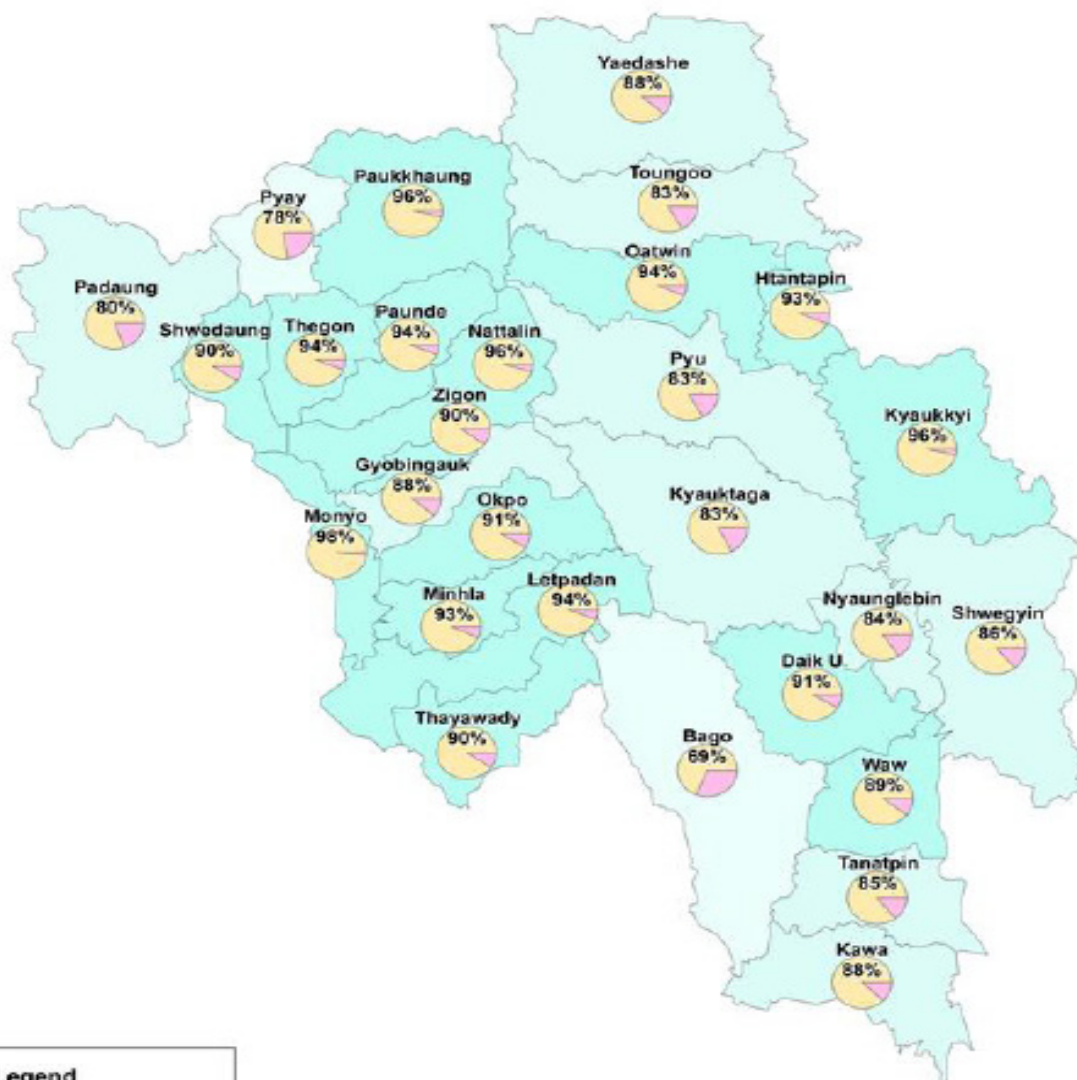 Yaedashe
88%
Toungoo
83%
Paukkhaung
96%
Pyay
78%
Oatwin
94%
Htantapin
93%
Padaung
80%
Shwedaung
90%
Thegon
94%
Paunde
94%
Nattalin
96%
Pyu
83%
Zigon
90%
Kyaukkyi
96%
Gyobingauk
88%
Okpo
91%
Kyauktaga
83%
Monyo
98%
Minhla
93%
Letpadan
94%
Nyaunglebin
84%
Shwegyin
86%
Daik U
91%
Thayawady
90%
Bago
69%
Waw
89%
Tanatpin
85%
Kawa
88%
egend